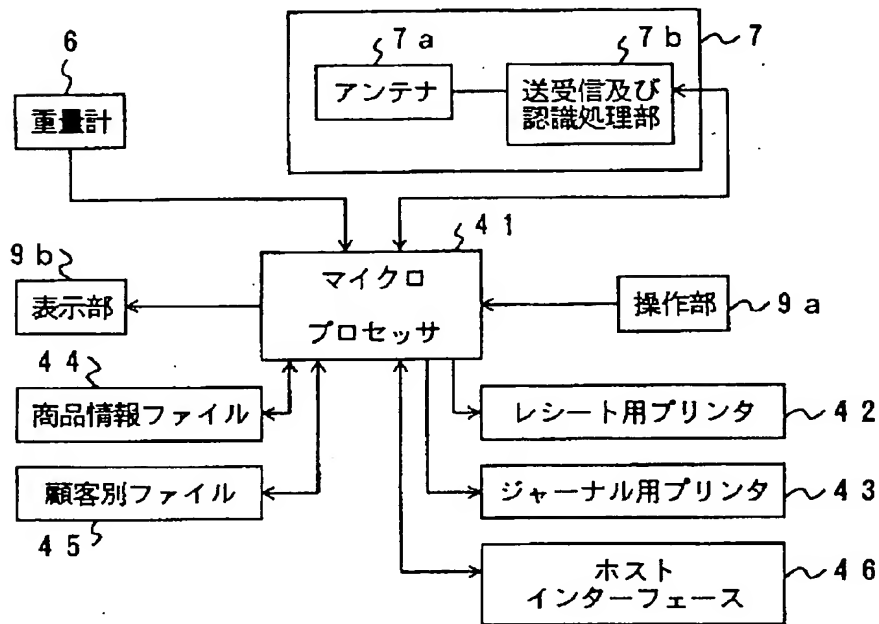 6
重量計
7a
アンテナ
7b
送受信及び
認識処理部
7
41
マイクロ
プロセッサ
9b
表示部
操作部
9a
44
商品情報ファイル
顧客別ファイル
45
レシート用プリンタ
42
ジャーナル用プリンタ
43
ホスト
インターフェース
46